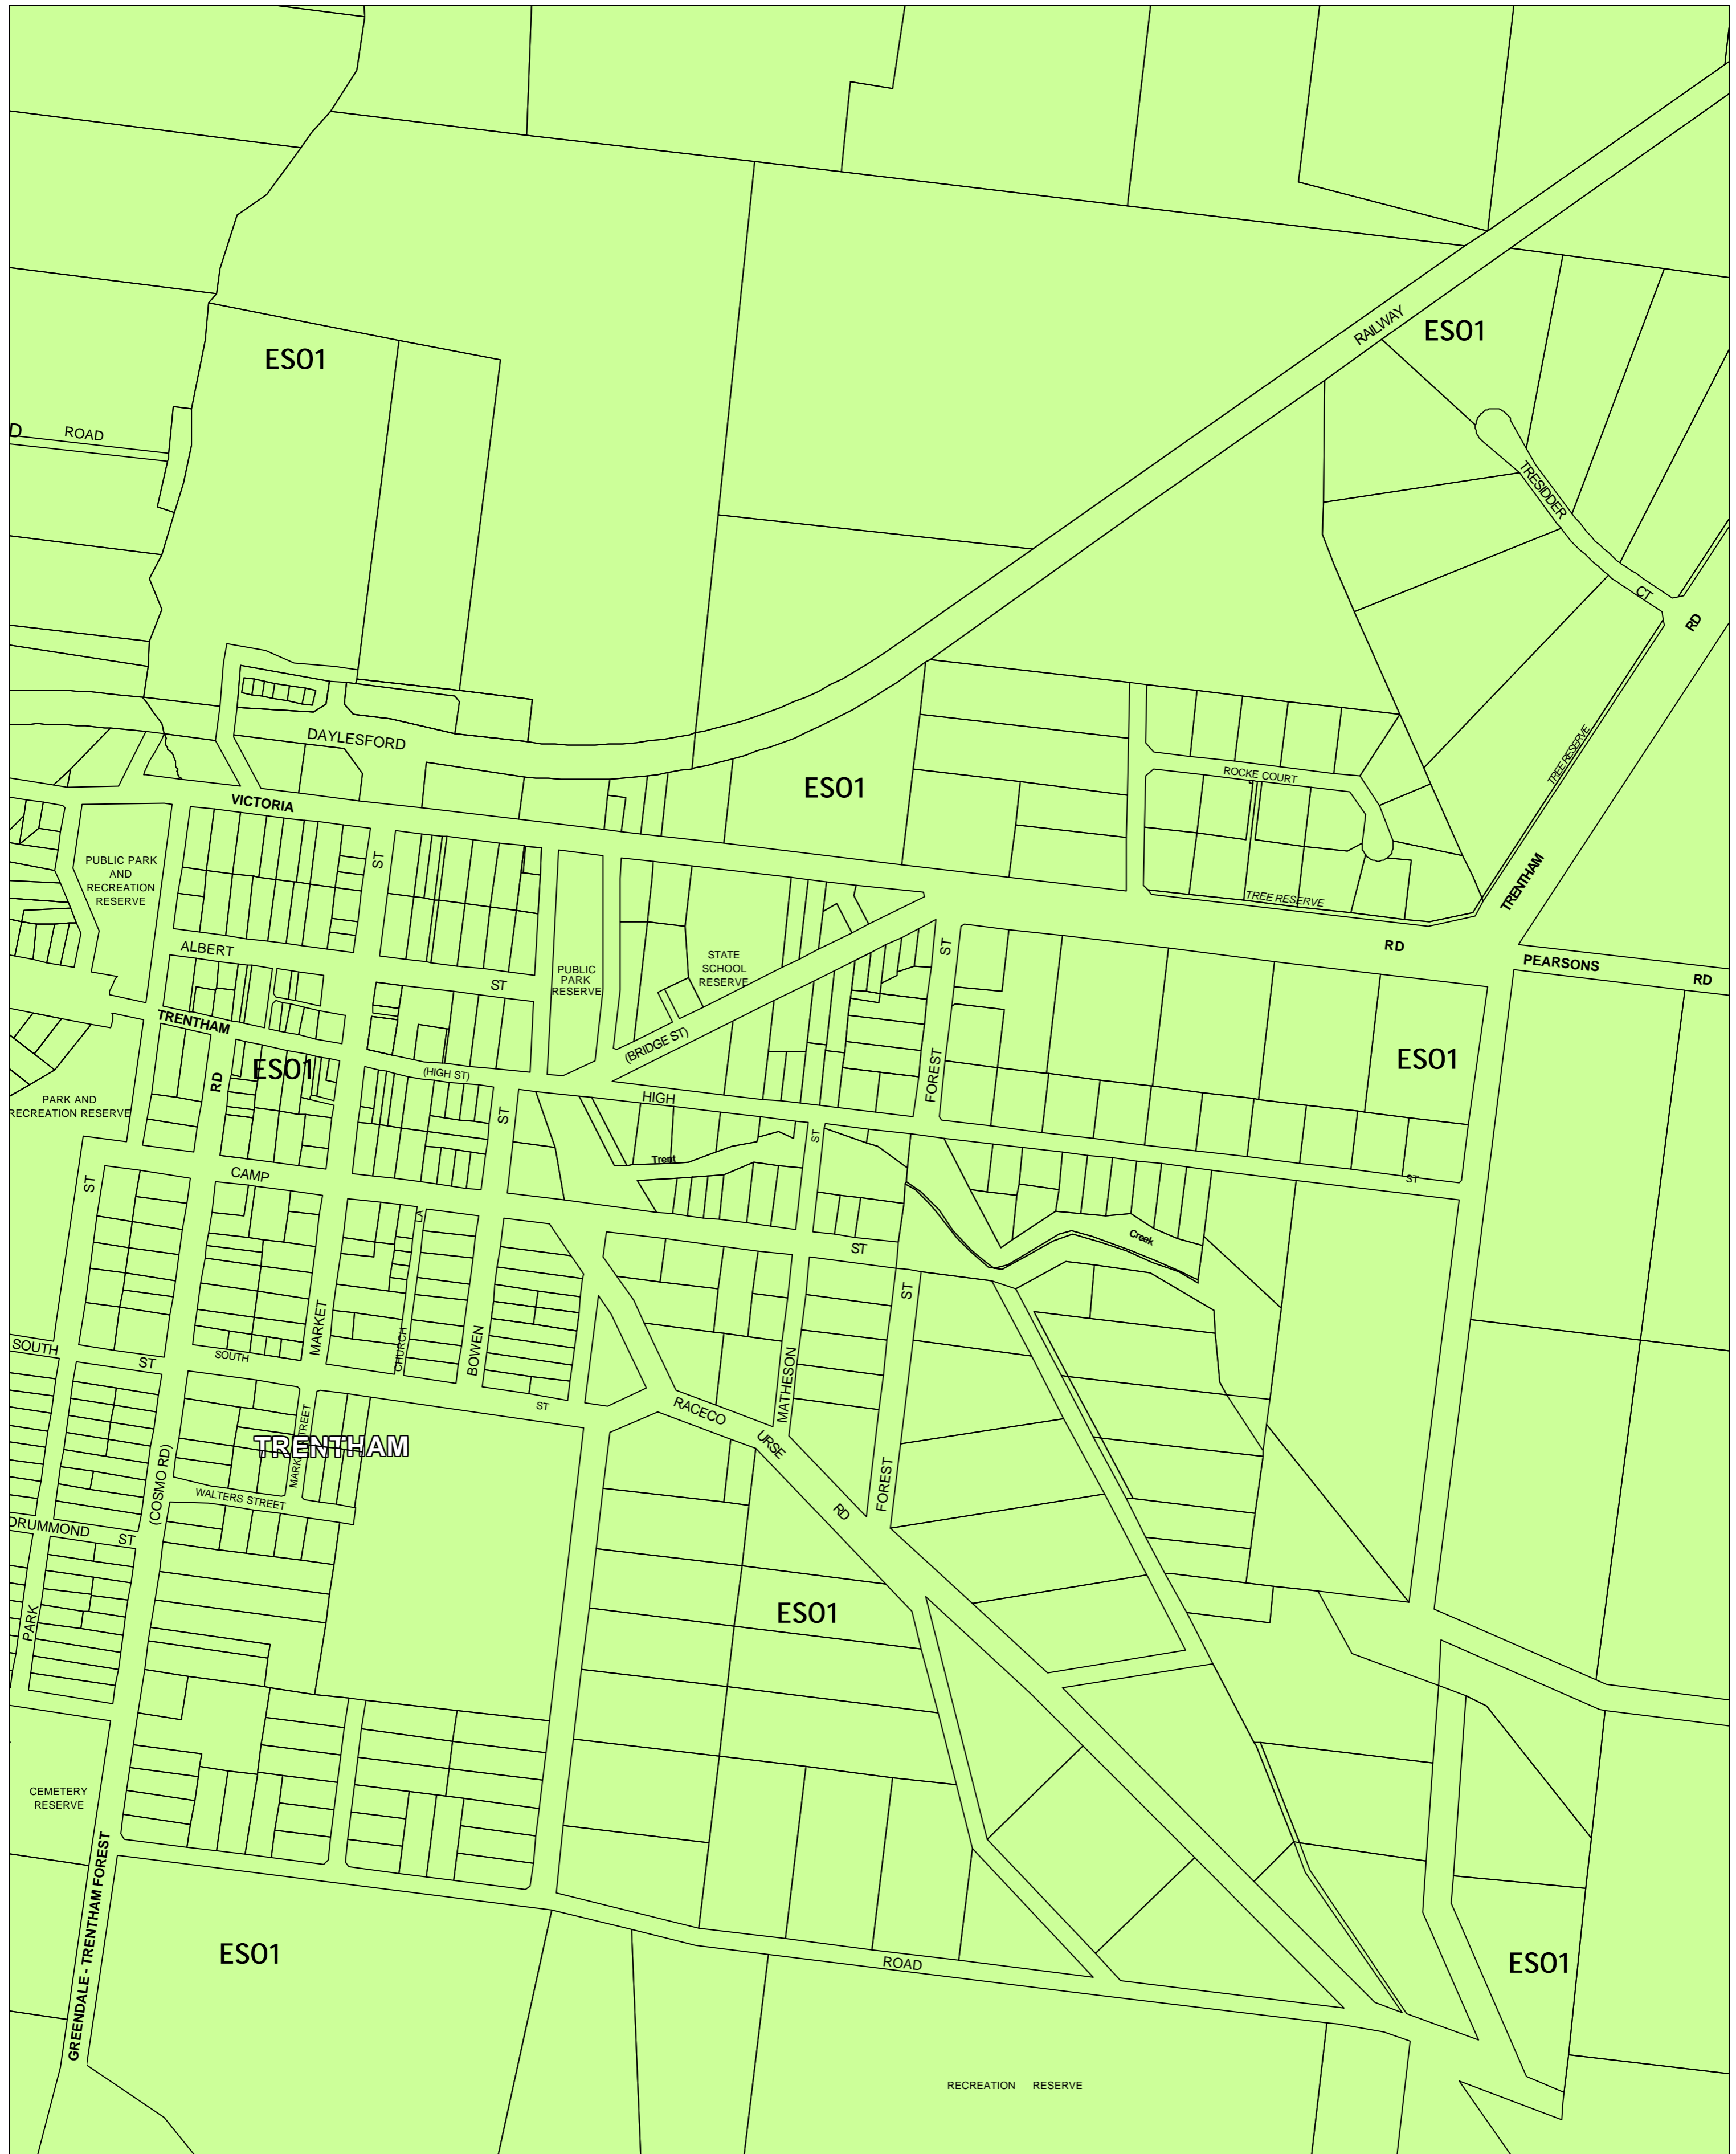 RAILWAY
ESO1
ESO1
D
ROAD
TRESIDDER
CT
RD
DAYLESFORD
TREE RESERVE
ROCKE COURT
ESO1
VICTORIA
ST
PUBLIC PARK
AND
RECREATION
RESERVE
TREE RESERVE
TRENTHAM
RD
PEARSONS
RD
ALBERT
ST
PUBLIC
PARK
RESERVE
STATE
SCHOOL
RESERVE
ST
TRENTHAM
(BRIDGE ST)
ESO1
RD
(HIGH ST)
HIGH
FOREST
ESO1
PARK AND
RECREATION RESERVE
ST
ST
Trent
ST
CAMP
ST
LA
ST
Creek
ST
SOUTH
ST
SOUTH
MARKET
CHURCH
BOWEN
ST
MATHESON
ST
RACECO
URSE
RD
FOREST
MARKET STREET
TRENTHAM
(COSMO RD)
WALTERS STREET
DRUMMOND
ST
PARK
ESO1
CEMETERY
RESERVE
GREENDALE - TRENTHAM FOREST
ESO1
ROAD
ESO1
RECREATION RESERVE